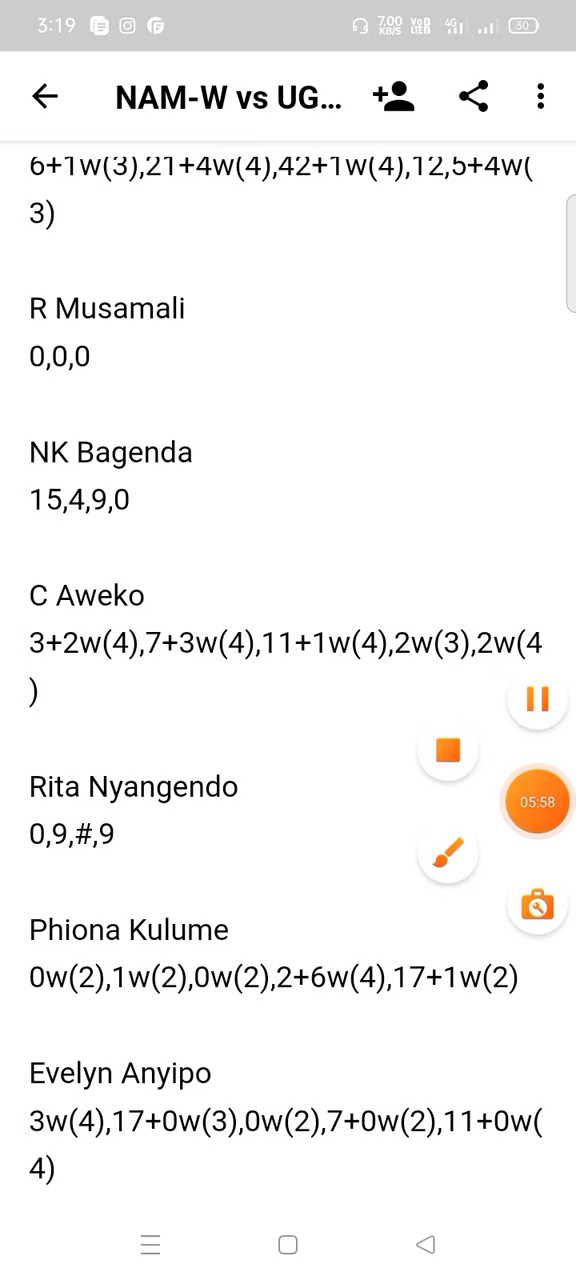 3:19
7.00 KB/S
VoD LTE 4G 30
NAM-W vs UG...
6+1w(3),21+4w(4),42+1w(4),12,5+4w(
3)
R Musamali
0,0,0
NK Bagenda
15,4,9,0
C Aweko
3+2w(4),7+3w(4),11+1w(4),2w(3),2w(4
)
05:58
Rita Nyangendo
0,9,#,9
Phiona Kulume
0w(2),1w(2),0w(2),2+6w(4),17+1w(2)
Evelyn Anyipo
3w(4),17+0w(3),0w(2),7+0w(2),11+0w(
4)